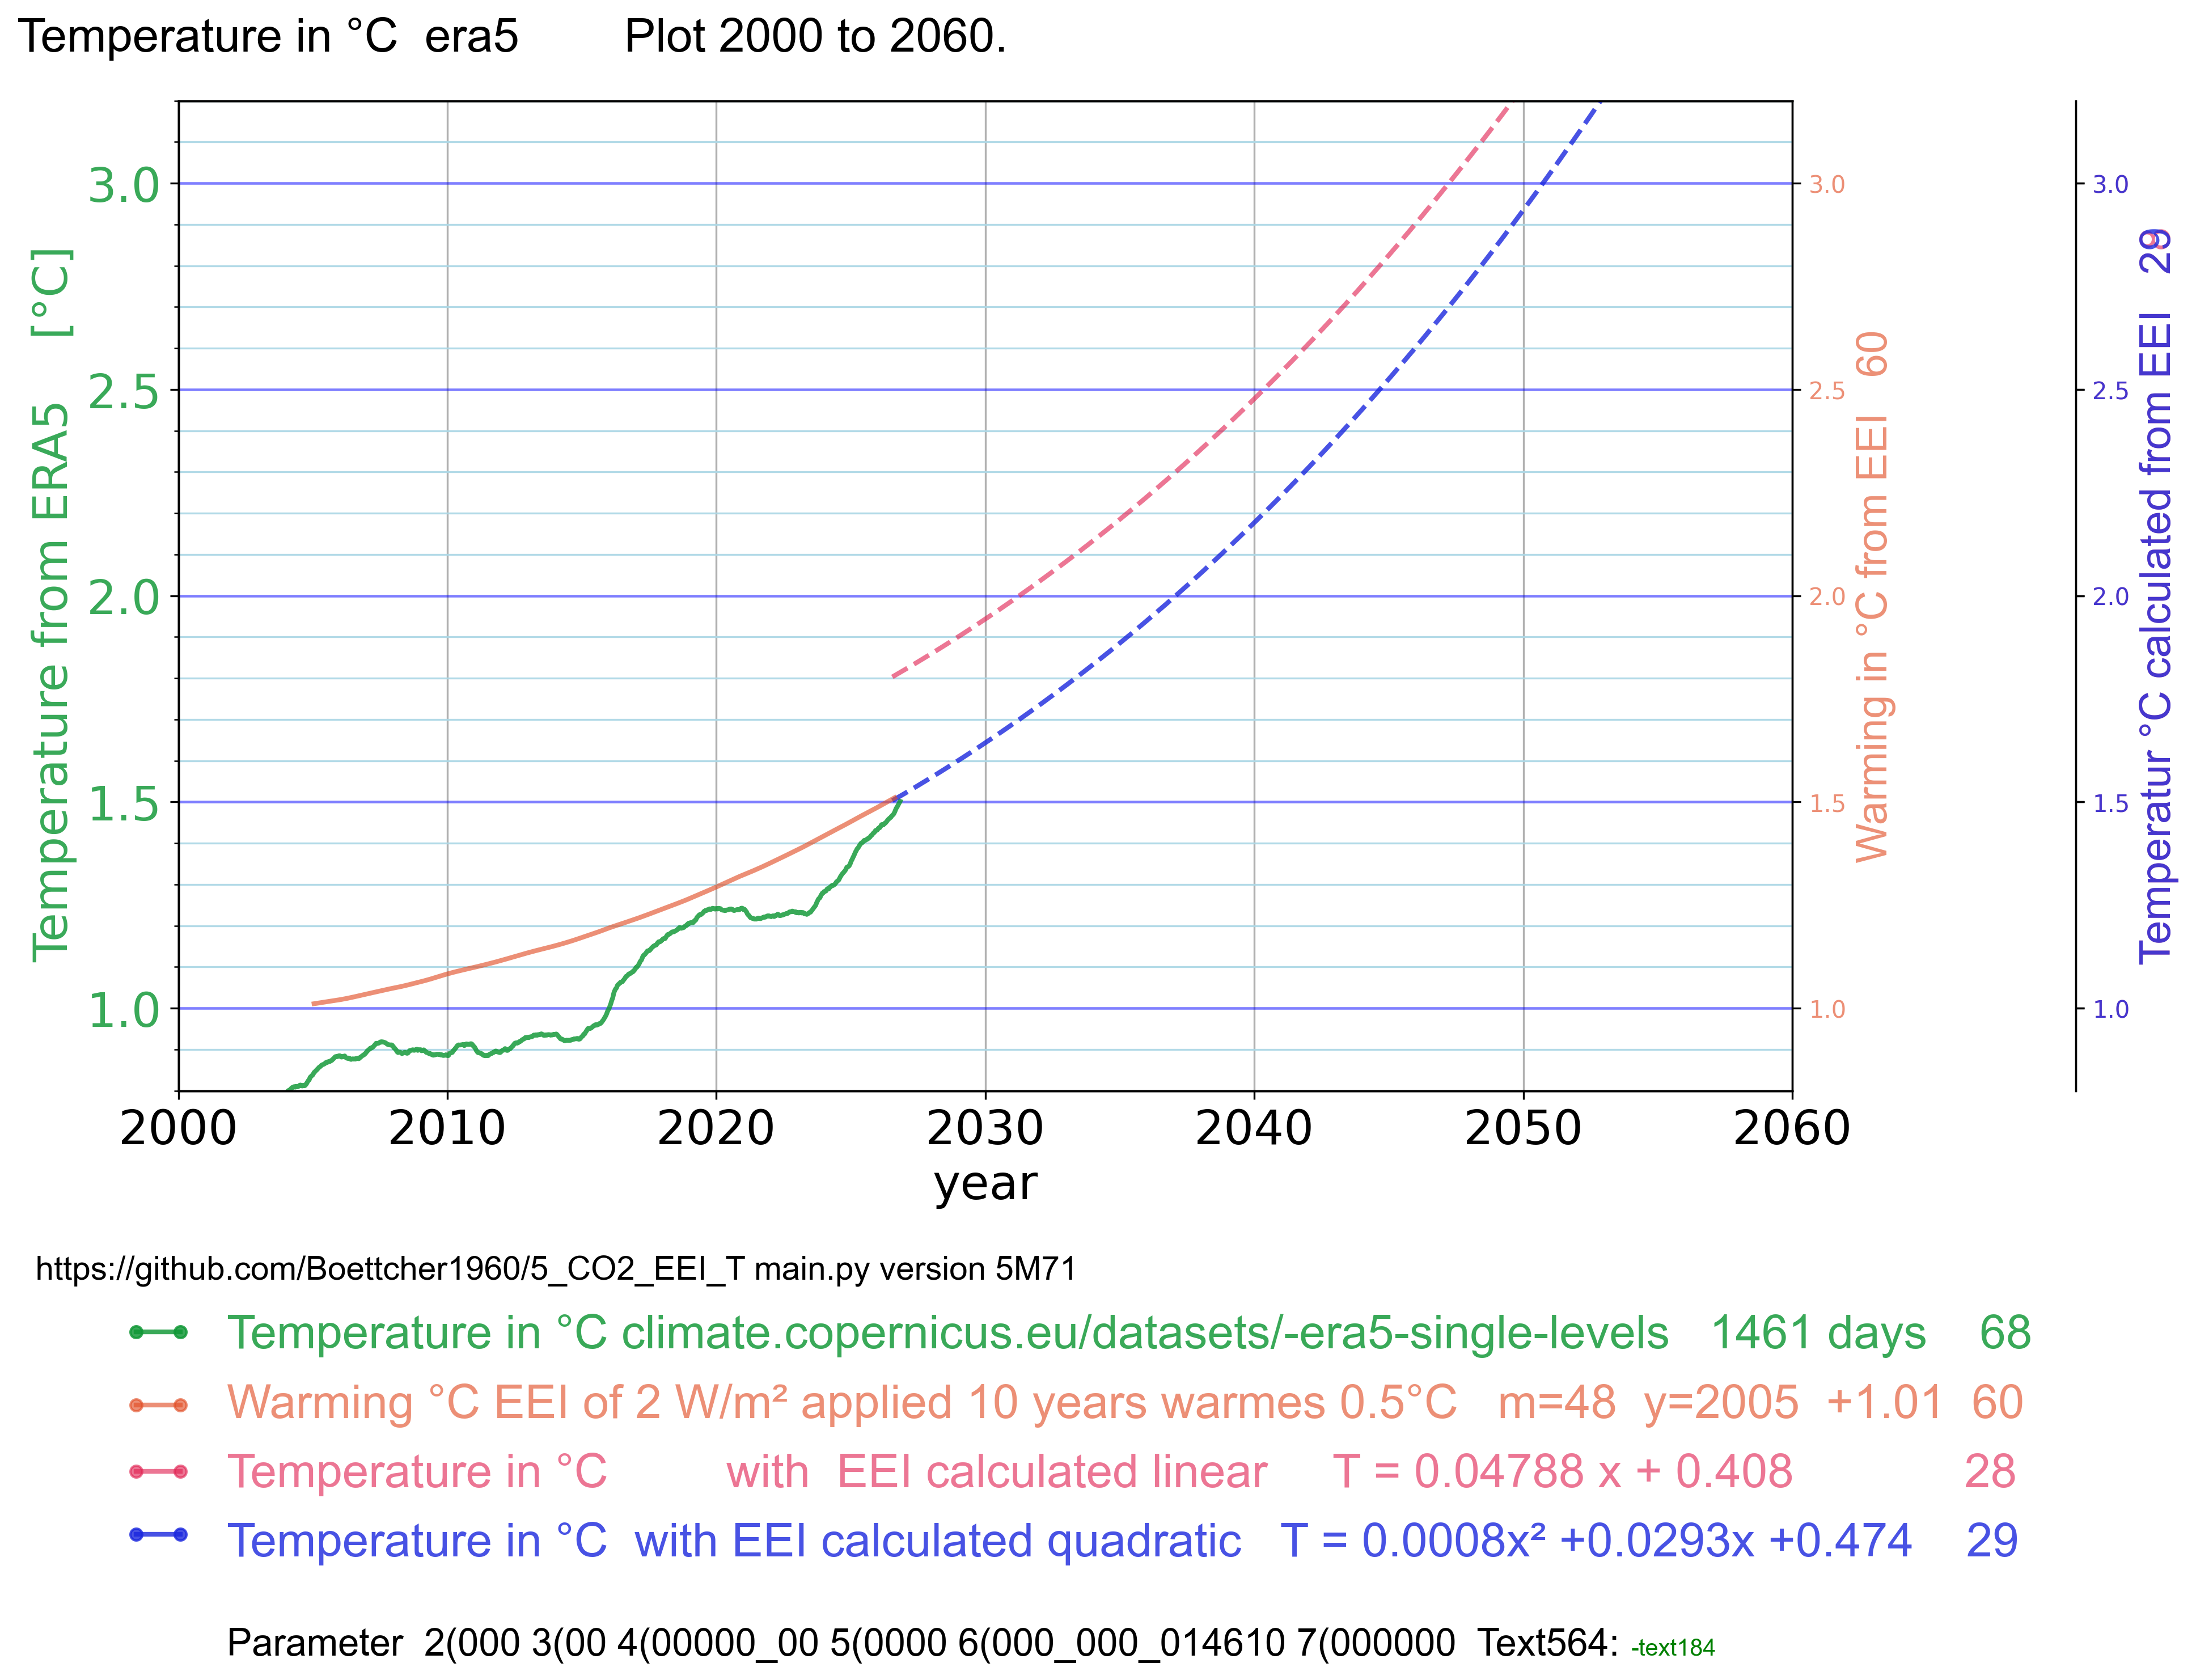 Temperature in °C era5 Plot 2000 to 2060.
Temperature from ERA5 [°C]
3.0
2.5
2.0
1.5
1.0
3.0
2.5
2.0
1.5
1.0
Warming in °C from EEI 60
3.0
2.5
2.0
1.5
1.0
Temperatur °C calculated from EEI 29
2000 2010 2020 2030 2040 2050 2060
year
https://github.com/Boettcher1960/5_CO2_EEI_T main.py version 5M71
Temperature in °C climate.copernicus.eu/datasets/-era5-single-levels 1461 days 68
Warming °C EEI of 2 W/m² applied 10 years warmes 0.5°C m=48 y=2005 +1.01 60
Temperature in °C with EEI calculated linear T = 0.04788 x + 0.408 28
Temperature in °C with EEI calculated quadratic T = 0.0008x² +0.0293x +0.474 29
Parameter 2(000 3(00 4(00000_00 5(0000 6(000_000_014610 7(000000 Text564: -text184